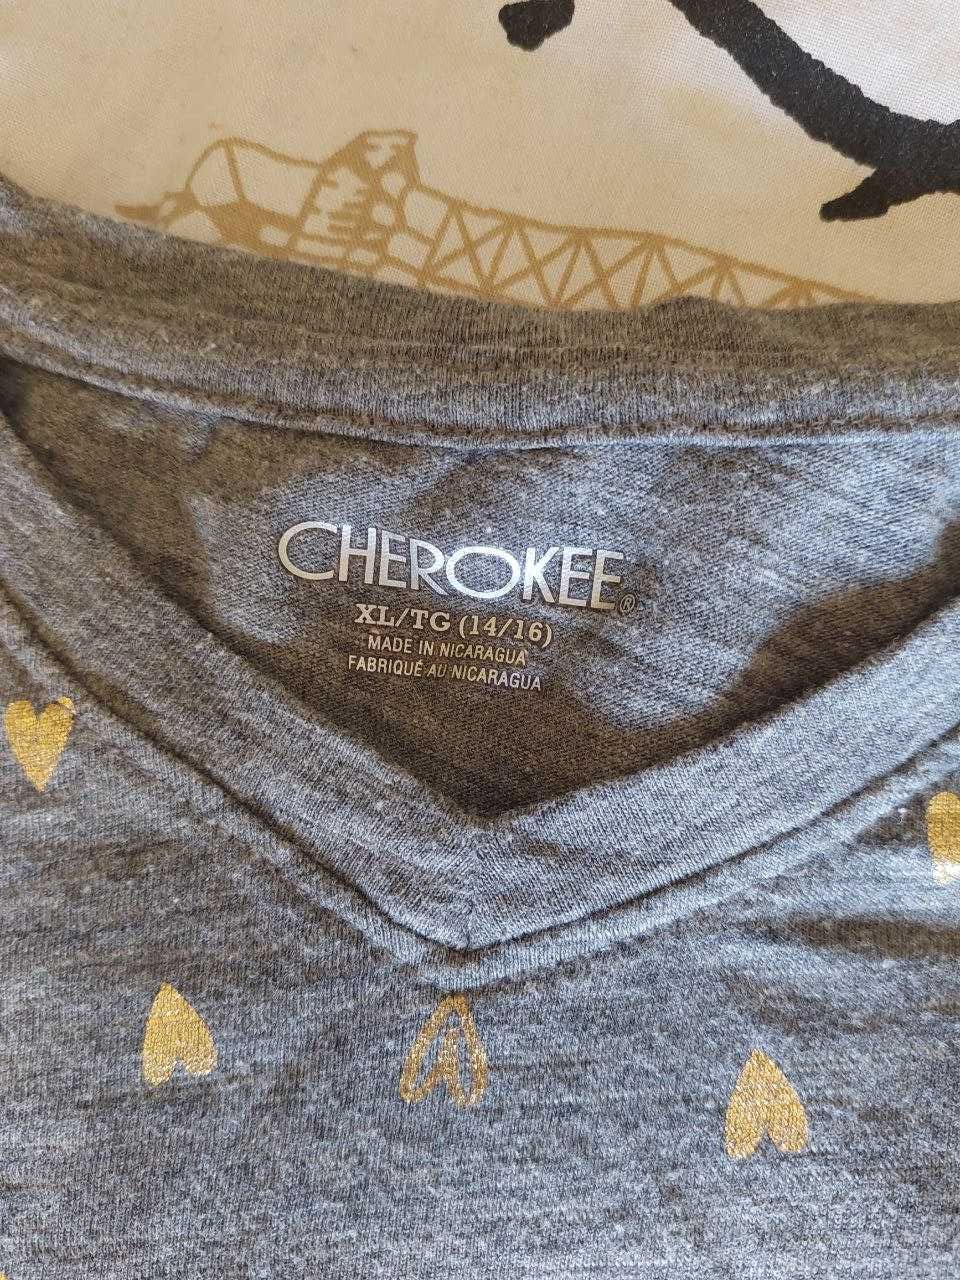 CHEROKEE®
XL/TG (14/16)
MADE IN NICARAGUA
FABRIQUÉ AU NICARAGUA